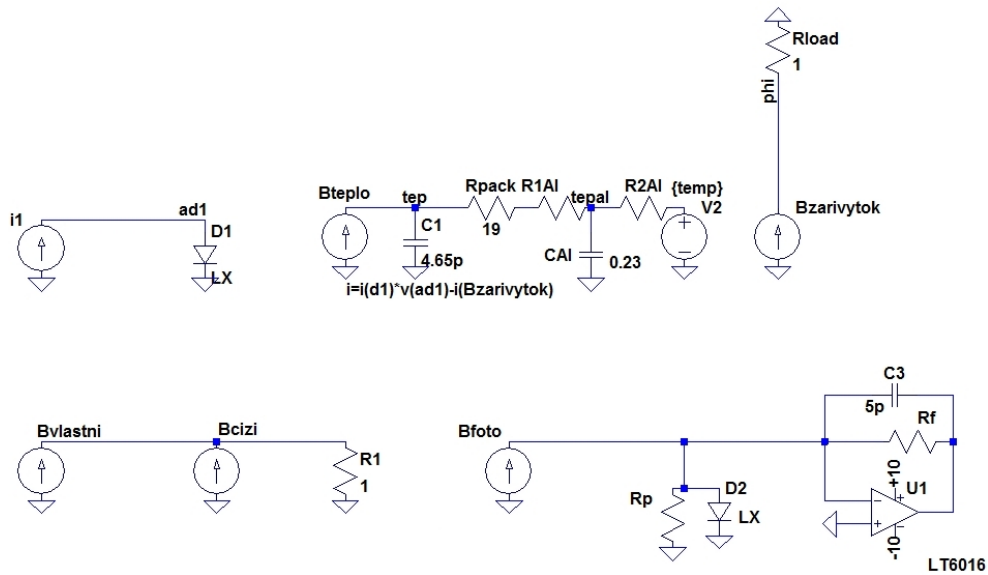 Rload
1
phi
i1
ad1
D1
LX
Bteplo
tep
C1
4.65p
Rpack
19
R1Al
tepal
CAl
0.23
R2Al
{temp}
V2
Bzarivytok
i=i(d1)*v(ad1)-i(Bzarivytok)
Bvlastni
Bcizi
R1
1
Bfoto
Rp
D2
LX
C3
5p
Rf
+10
U1
-10
LT6016